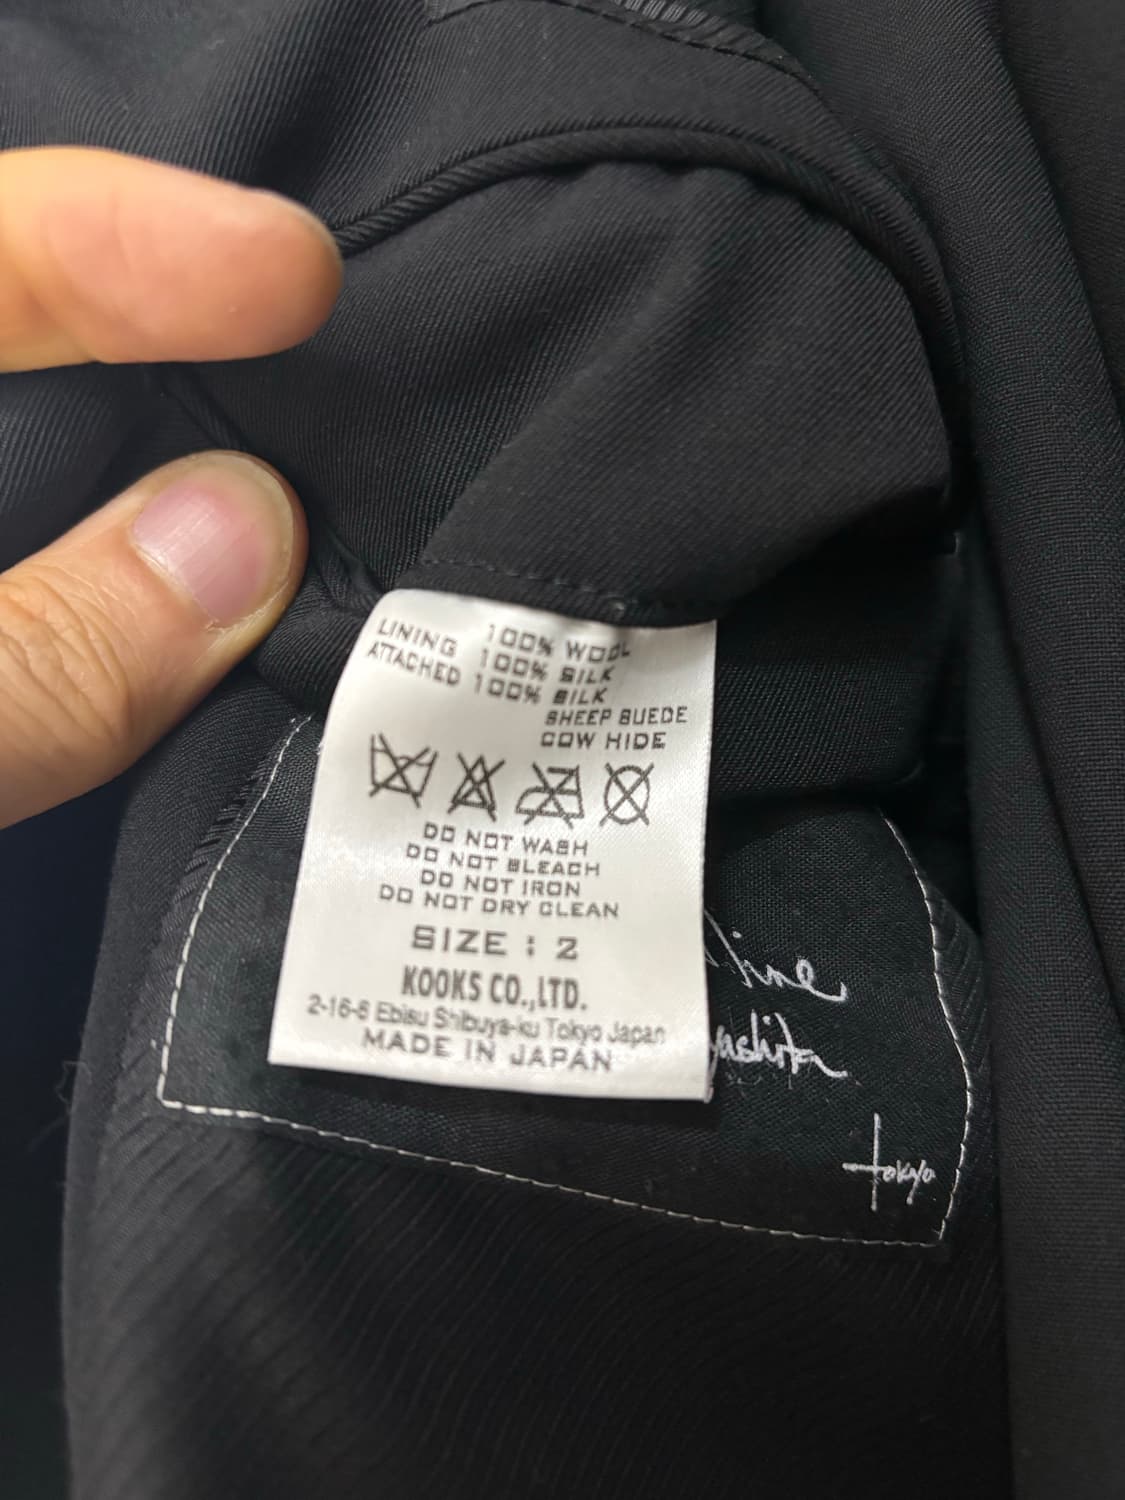 100% WOOL
LINING 100% SILK
ATTACHED 100% SILK
SHEEP SUEDE
COW HIDE
DO NOT WASH
DO NOT BLEACH
DO NOT IRON
DO NOT DRY CLEAN
SIZE : 2
KOOKS CO.,LTD.
2-16-6 Ebisu Shibuya-ku Tokyo Japan
MADE IN JAPAN
tokyo